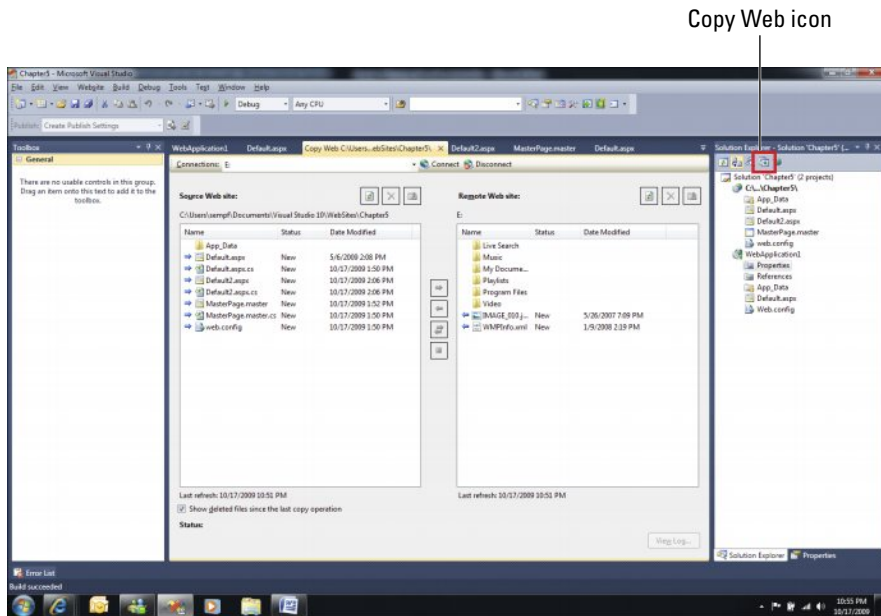 Copy Web icon
Chapter5 - Microsoft Visual Studio
File Edit View Website Build Debug Tools Test Window Help
Debug Any CPU
Publish: Create Publish Settings
Toolbox
General
There are no usable controls in this group. Drag an item onto this text to add it to the toolbox.
WebApplication1 Default.aspx Copy Web C:\Users...ebSites\Chapter5\ Default2.aspx MasterPage.master Default.aspx
Connections: E: Connect Disconnect
Source Web site:
C:\Users\sempf\Documents\Visual Studio 10\WebSites\Chapter5
Name Status Date Modified
App_Data
Default.aspx New 5/6/2009 2:08 PM
Default.aspx.cs New 10/17/2009 1:50 PM
Default2.aspx New 10/17/2009 2:06 PM
Default2.aspx.cs New 10/17/2009 2:06 PM
MasterPage.master New 10/17/2009 1:52 PM
MasterPage.master.cs New 10/17/2009 1:50 PM
web.config New 10/17/2009 1:50 PM
Last refresh: 10/17/2009 10:51 PM
Show deleted files since the last copy operation
Status:
Remote Web site:
E:
Name Status Date Modified
Live Search
Music
My Docume...
Playlists
Program Files
Video
IMAGE_010.j... New 5/26/2007 7:09 PM
WMPInfo.xml New 1/9/2008 2:19 PM
Last refresh: 10/17/2009 10:51 PM
View Log...
Solution Explorer - Solution 'Chapter5' (...
Solution 'Chapter5' (2 projects)
C:\...\Chapter5\
App_Data
Default.aspx
Default2.aspx
MasterPage.master
web.config
WebApplication1
Properties
References
App_Data
Default.aspx
Web.config
Solution Explorer Properties
Error List
Build succeeded
10:55 PM
10/17/2009